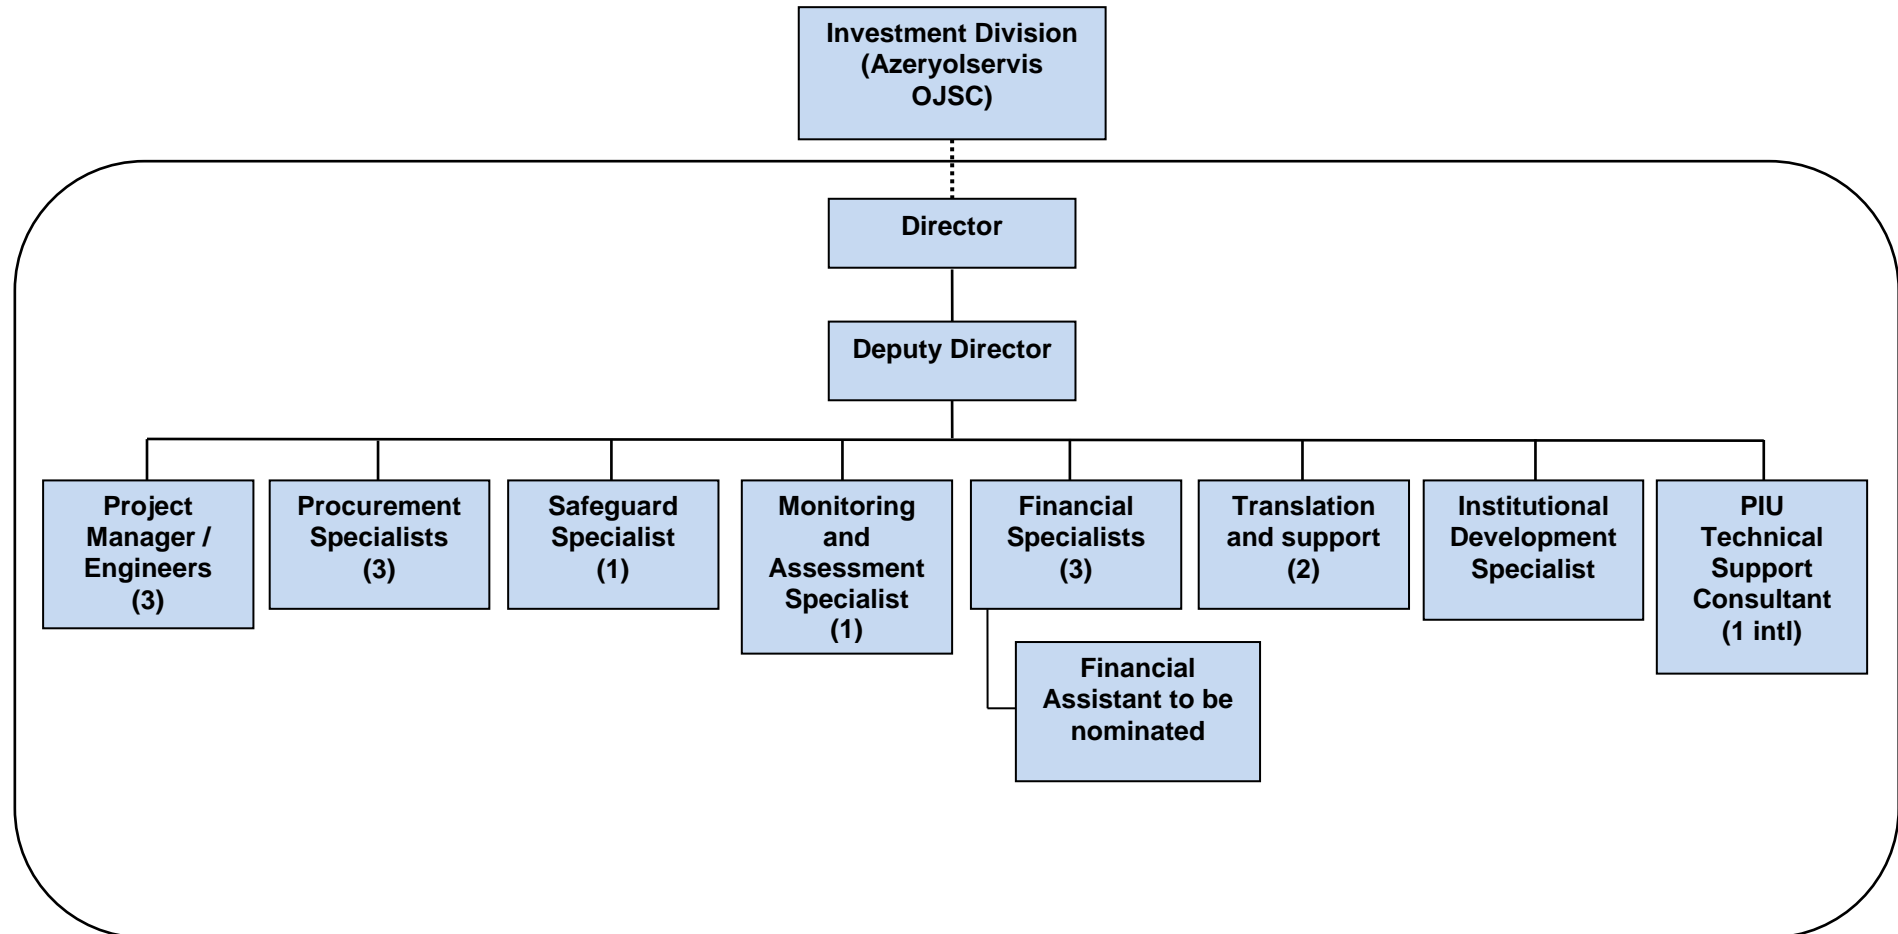 Investment Division
(Azeryolservis
OJSC)
Director
Deputy Director
Project
Manager /
Engineers
(3)
Procurement
Specialists
(3)
Safeguard
Specialist
(1)
Monitoring
and
Assessment
Specialist
(1)
Financial
Specialists
(3)
Translation
and support
(2)
Institutional
Development
Specialist
PIU
Technical
Support
Consultant
(1 intl)
Financial
Assistant to be
nominated